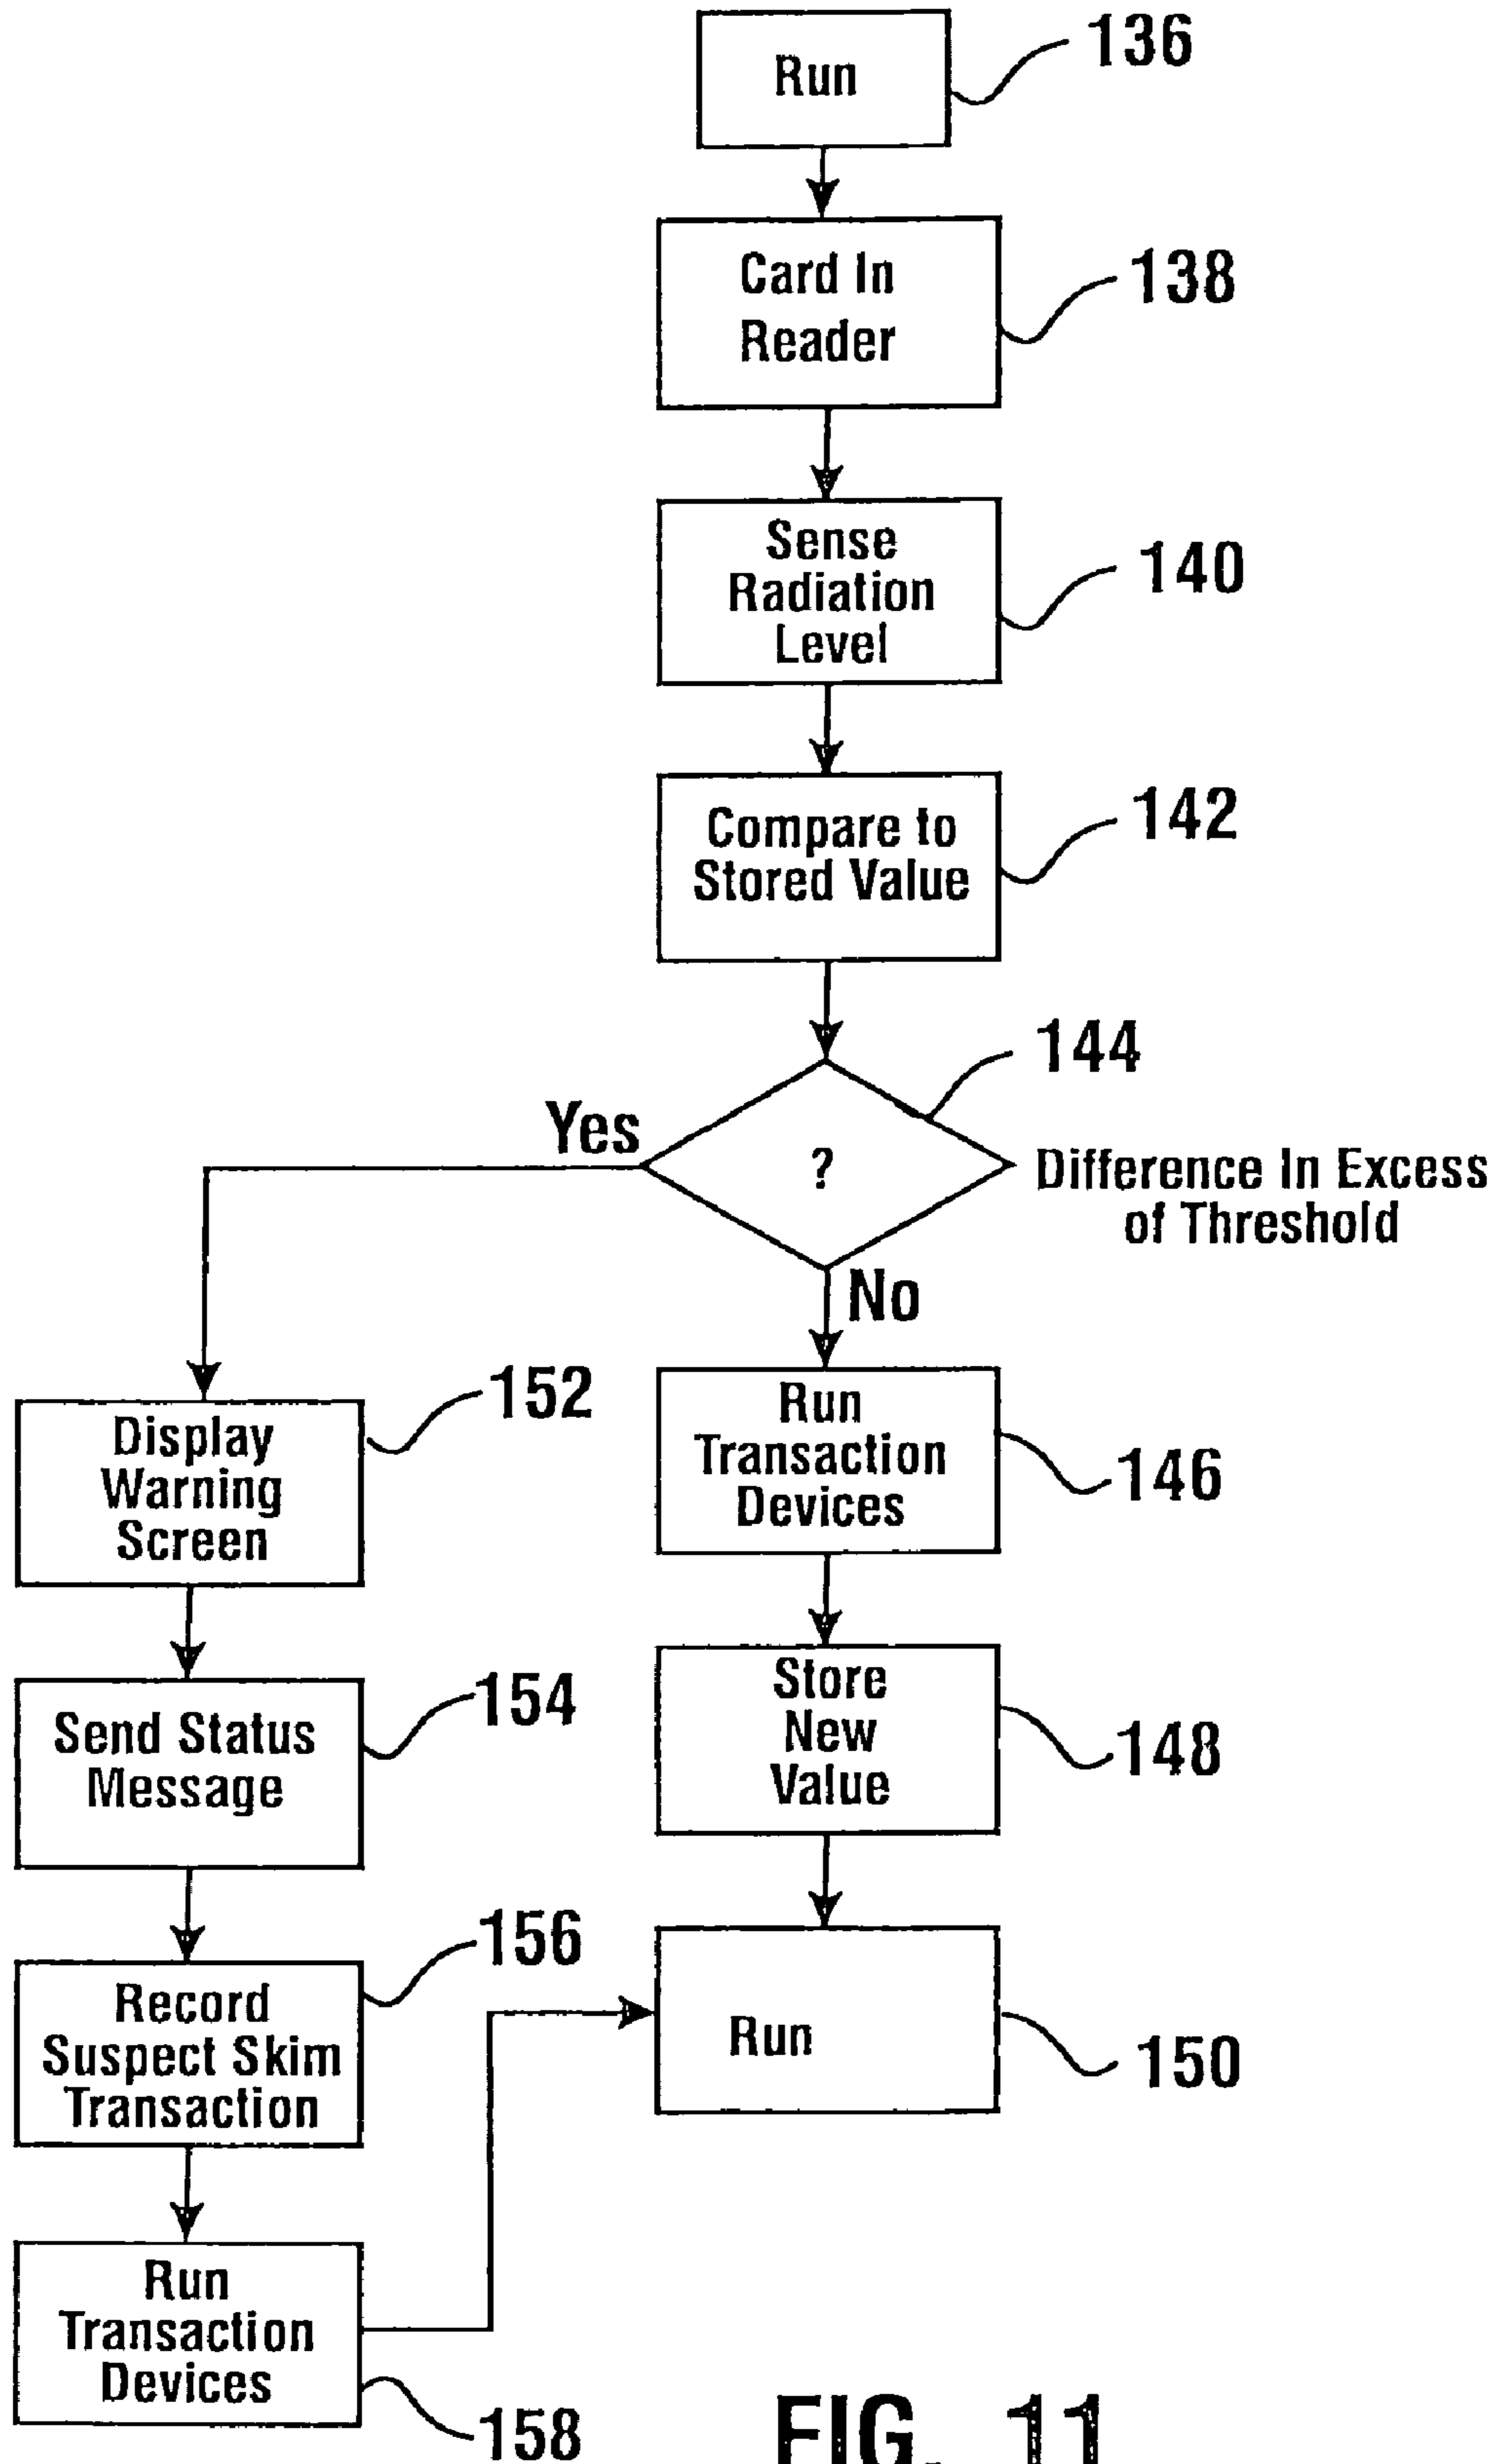 Run
136
Card In
Reader
138
Sense
Radiation
Level
140
Compare to
Stored Value
142
144
Yes
?
Difference In Excess
of Threshold
No
Display
Warning
Screen
152
Run
Transaction
Devices
146
Send Status
Message
154
Store
New
Value
148
Record
Suspect Skim
Transaction
156
Run
150
Run
Transaction
Devices
158
FIG. 11